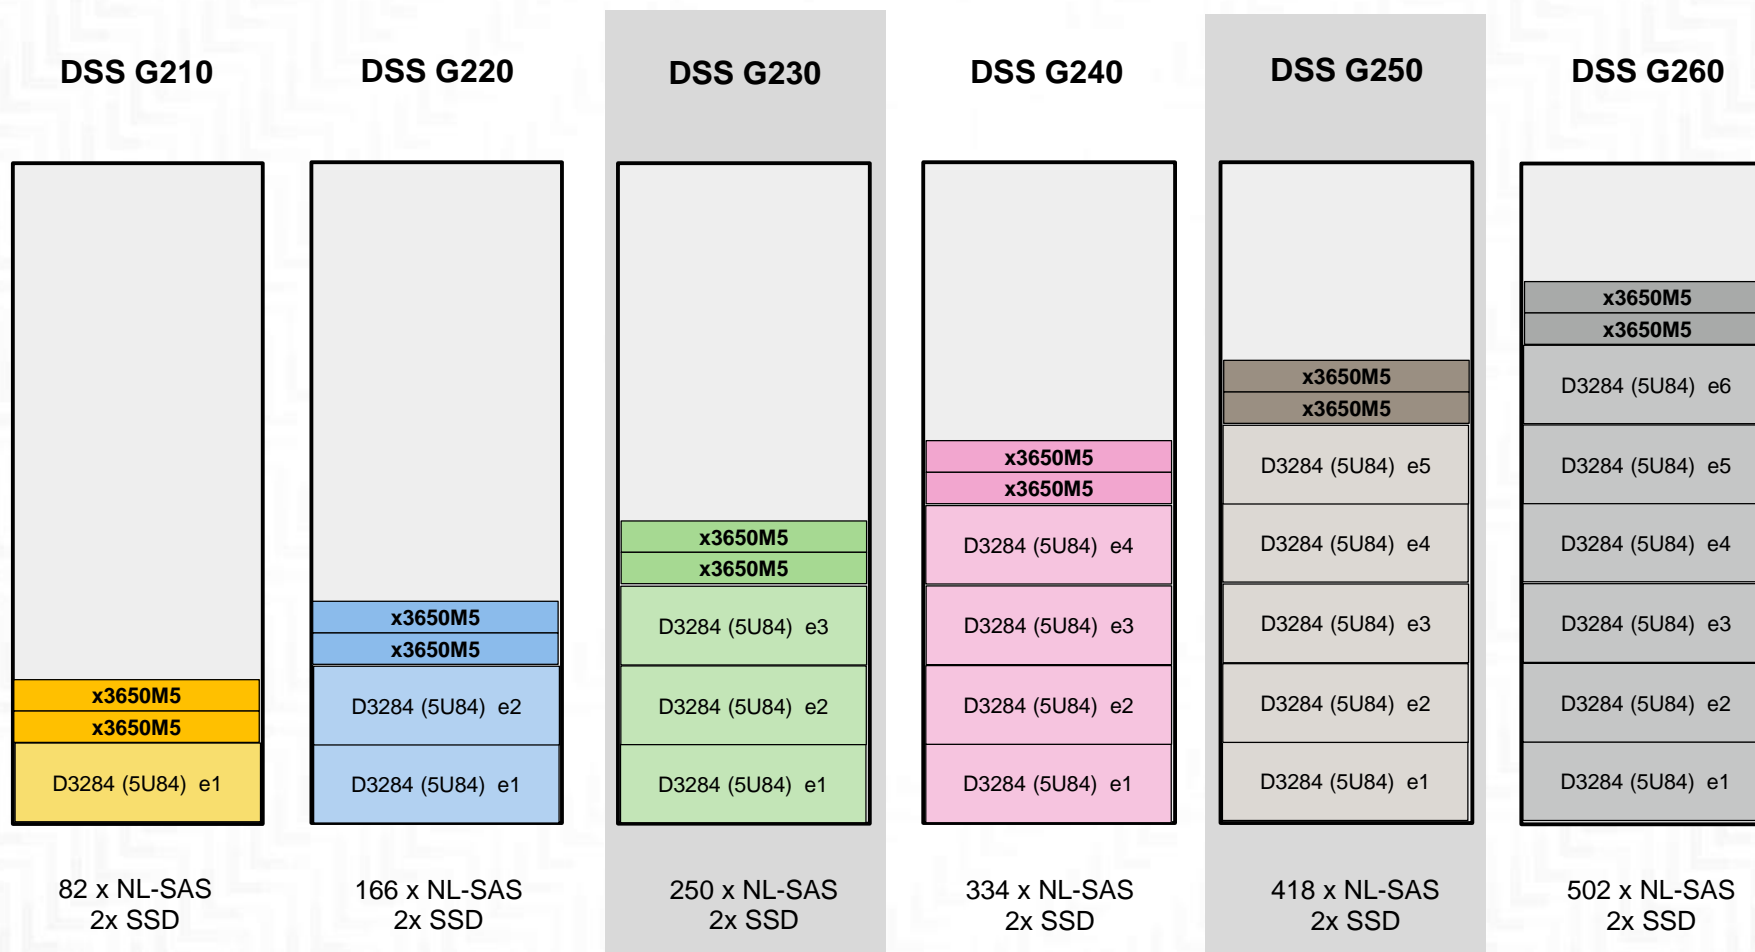 DSS G210
x3650M5
x3650M5
D3284 (5U84) e1
82 x NL-SAS
2x SSD
DSS G220
x3650M5
x3650M5
D3284 (5U84) e2
D3284 (5U84) e1
166 x NL-SAS
2x SSD
DSS G230
x3650M5
x3650M5
D3284 (5U84) e3
D3284 (5U84) e2
D3284 (5U84) e1
250 x NL-SAS
2x SSD
DSS G240
x3650M5
x3650M5
D3284 (5U84) e4
D3284 (5U84) e3
D3284 (5U84) e2
D3284 (5U84) e1
334 x NL-SAS
2x SSD
DSS G250
x3650M5
x3650M5
D3284 (5U84) e5
D3284 (5U84) e4
D3284 (5U84) e3
D3284 (5U84) e2
D3284 (5U84) e1
418 x NL-SAS
2x SSD
DSS G260
x3650M5
x3650M5
D3284 (5U84) e6
D3284 (5U84) e5
D3284 (5U84) e4
D3284 (5U84) e3
D3284 (5U84) e2
D3284 (5U84) e1
502 x NL-SAS
2x SSD